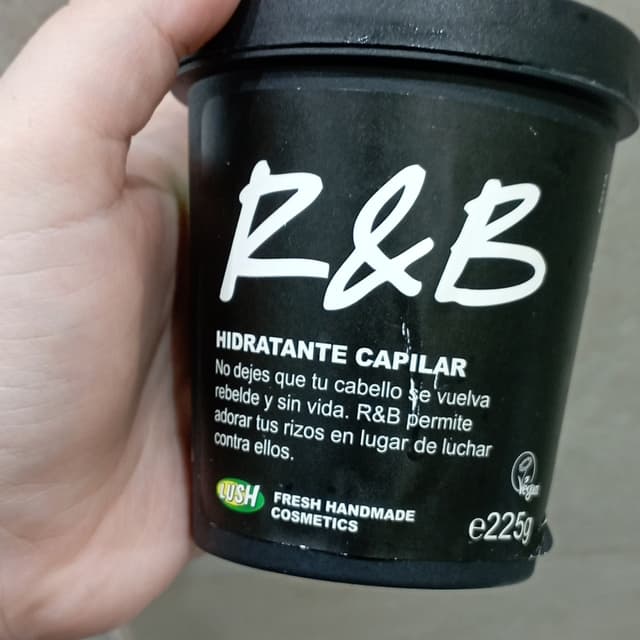 R&B
HIDRATANTE CAPILAR
No dejes que tu cabello se vuelva
rebelde y sin vida. R&B permite
adorar tus rizos en lugar de luchar
contra ellos.
LUSH
FRESH HANDMADE
COSMETICS
Vegan
e225g